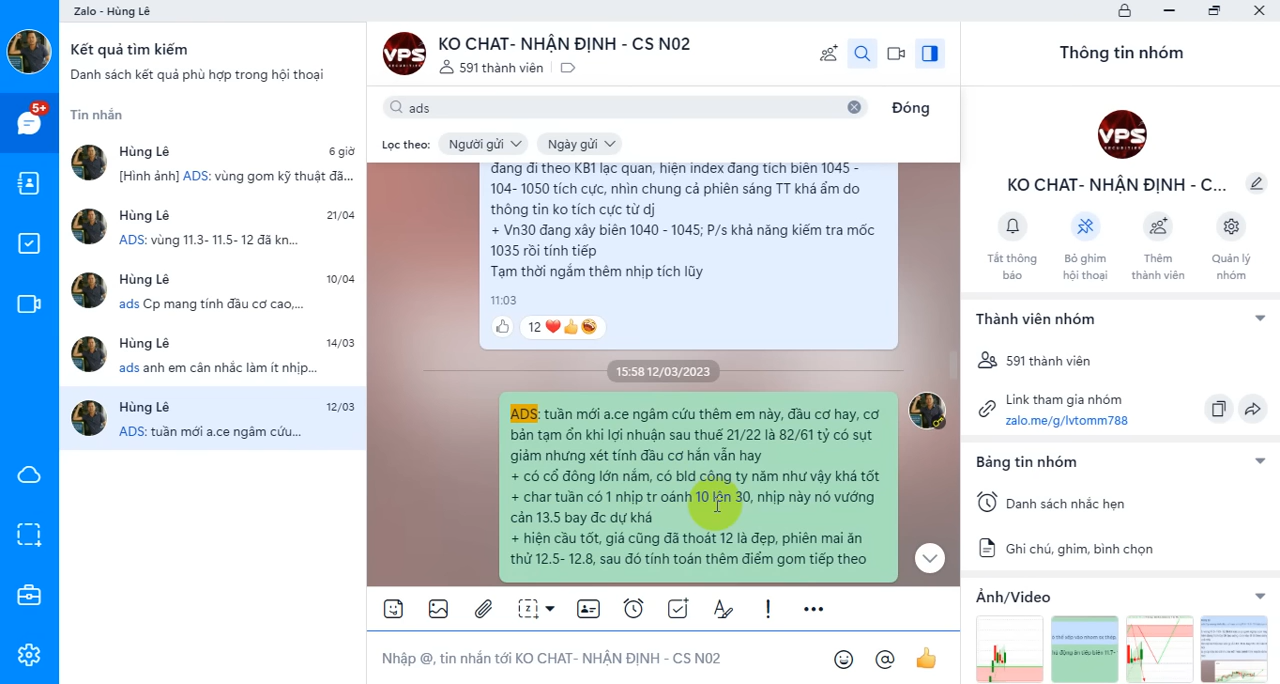 Zalo - Hùng Lê
5+
Kết quả tìm kiếm
Danh sách kết quả phù hợp trong hội thoại
Tin nhắn
Hùng Lê
6 giờ
[Hình ảnh] ADS: vùng gom kỹ thuật đã...
Hùng Lê
21/04
ADS: vùng 11.3- 11.5- 12 đã kn...
Hùng Lê
10/04
ads Cp mang tính đầu cơ cao,...
Hùng Lê
14/03
ads anh em cân nhắc làm ít nhịp...
Hùng Lê
12/03
ADS: tuần mới a.ce ngâm cứu...
VPS
SECURITIES
KO CHAT- NHẬN ĐỊNH - CS N02
591 thành viên
ads
Đóng
Lọc theo:
Người gửi
Ngày gửi
đang đi theo KB1 lạc quan, hiện index đang tích biên 1045 -
104- 1050 tích cực, nhìn chung cả phiên sáng TT khá ẩm do
thông tin ko tích cực từ dj
+ Vn30 đang xây biên 1040 - 1045; P/s khả năng kiếm tra mốc
1035 rồi tính tiếp
Tạm thời ngắm thêm nhịp tích lũy
11:03
12
15:58 12/03/2023
ADS: tuần mới a.ce ngâm cứu thêm em này, đầu cơ hay, cơ
bản tạm ổn khi lợi nhuận sau thuế 21/22 là 82/61 tỷ có sụt
giảm nhưng xét tính đầu cơ hắn vẫn hay
+ có cổ đông lớn nắm, có bld công ty năm như vậy khá tốt
+ char tuần có 1 nhịp tr oánh 10 lên 30, nhịp này nó vướng
cản 13.5 bay đc dự khá
+ hiện cầu tốt, giá cũng đã thoát 12 là đẹp, phiên mai ăn
thử 12.5- 12.8, sau đó tính toán thêm điểm gom tiếp theo
Nhập @, tin nhắn tới KO CHAT- NHẬN ĐỊNH - CS N02
Thông tin nhóm
VPS
SECURITIES
KO CHAT- NHẬN ĐỊNH - C...
Tắt thông
báo
Bỏ ghim
hội thoại
Thêm
thành viên
Quản lý
nhóm
Thành viên nhóm
591 thành viên
Link tham gia nhóm
zalo.me/g/lvtomm788
Bảng tin nhóm
Danh sách nhắc hẹn
Ghi chú, ghim, bình chọn
Ảnh/Video